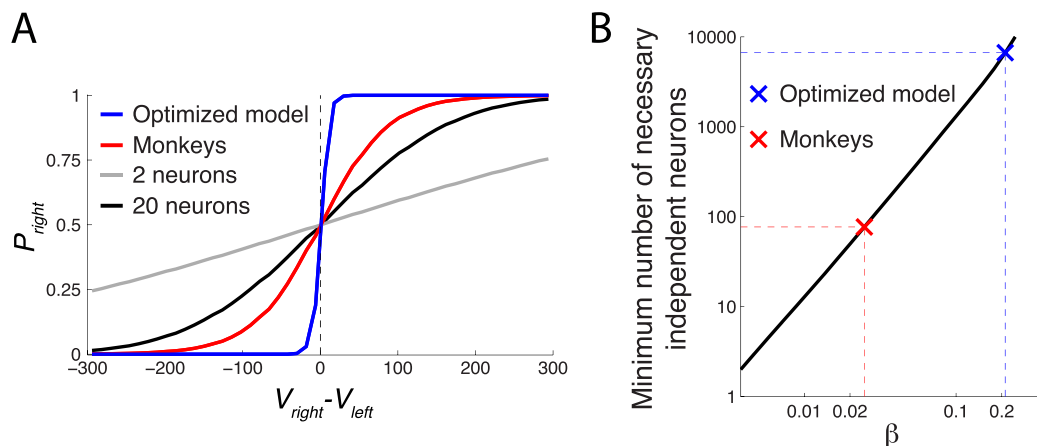 A
1
0.75
0.5
0.25
0
P_right
Optimized model
Monkeys
2 neurons
20 neurons
−300
−200
−100
0
100
200
300
V_right-V_left
B
Minimum number of necessary
independent neurons
10000
1000
100
10
1
Optimized model
Monkeys
0.01
0.02
0.1
0.2
β